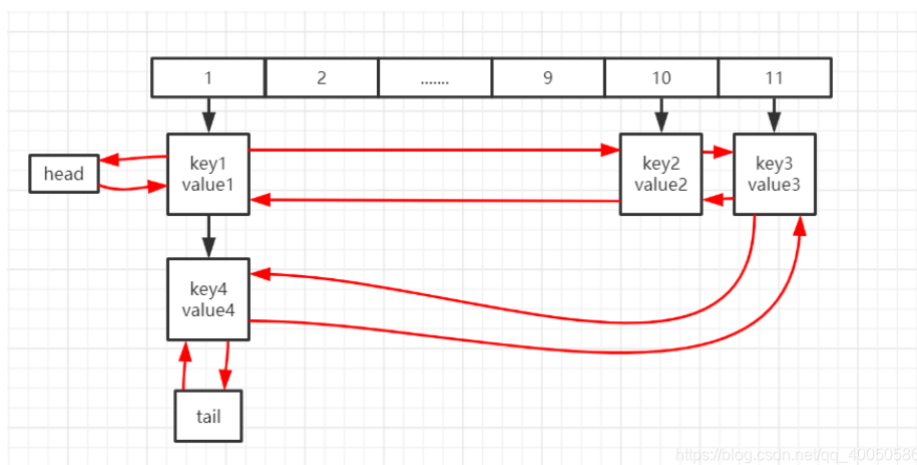 1 2 ....... 9 10 11
head
key1
value1
key2
value2
key3
value3
key4
value4
tail
https://blog.csdn.net/qq_40050586